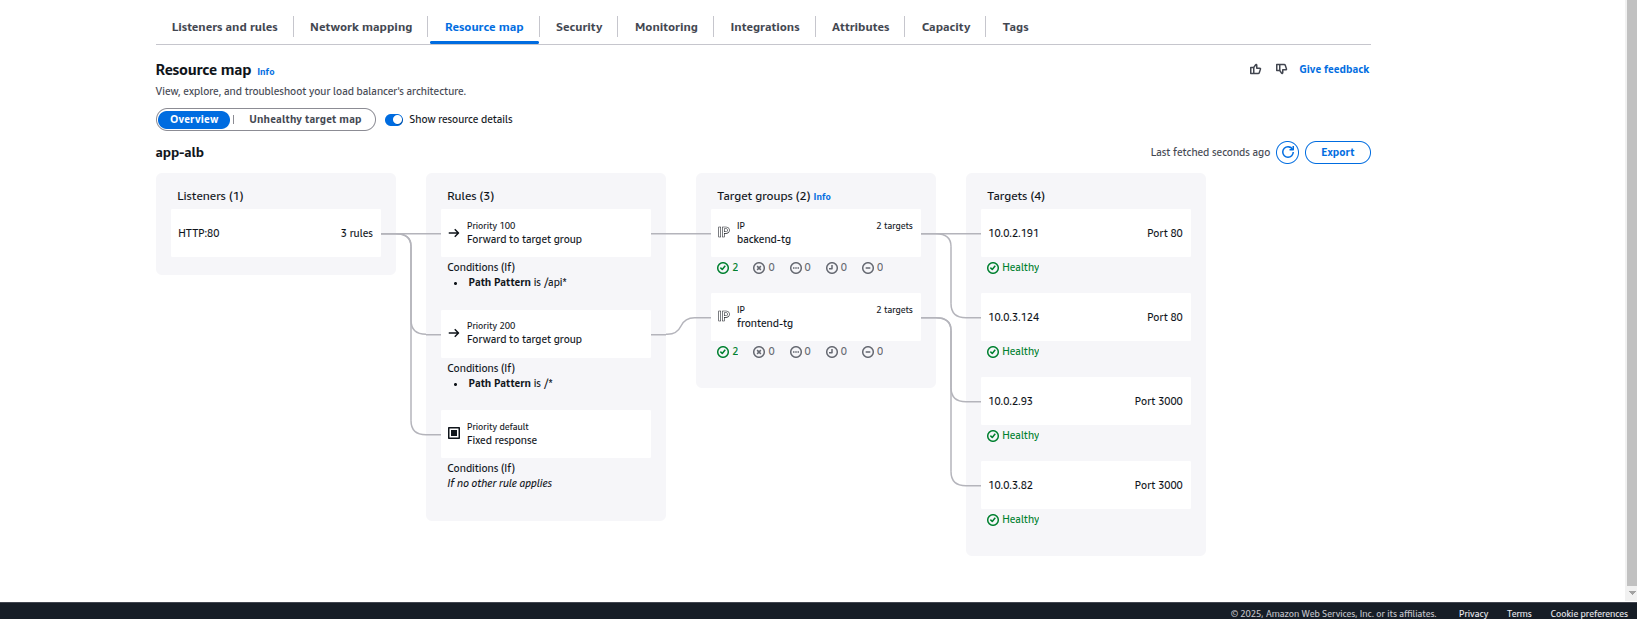 Listeners and rules Network mapping Resource map Security Monitoring Integrations Attributes Capacity Tags
Resource map Info
Give feedback
View, explore, and troubleshoot your load balancer's architecture.
Overview Unhealthy target map Show resource details
app-alb
Last fetched seconds ago Export
Listeners (1)
HTTP:80 3 rules
Rules (3)
Priority 100
Forward to target group
Conditions (If)
• Path Pattern is /api*
Priority 200
Forward to target group
Conditions (If)
• Path Pattern is /*
Priority default
Fixed response
Conditions (If)
If no other rule applies
Target groups (2) Info
IP IP 2 targets
backend-tg
2 0 0 0 0
IP IP 2 targets
frontend-tg
2 0 0 0 0
Targets (4)
10.0.2.191 Port 80
Healthy
10.0.3.124 Port 80
Healthy
10.0.2.93 Port 3000
Healthy
10.0.3.82 Port 3000
Healthy
© 2025, Amazon Web Services, Inc. or its affiliates. Privacy Terms Cookie preferences